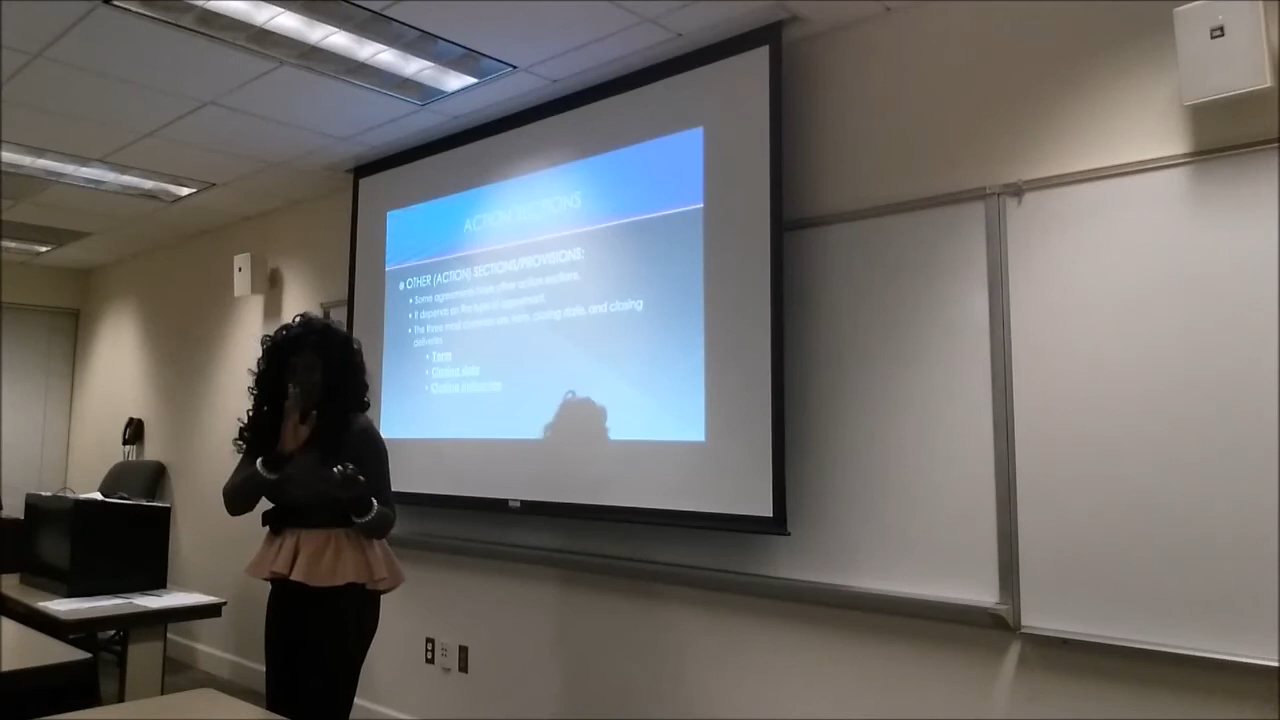 ACTION SECTIONS
OTHER (ACTION) SECTIONS/PROVISIONS:
Some agreements have other action sections.
It depends on the type of agreement.
The three most common are term, closing date, and closing
deliveries
Term
Closing date
Closing deliveries